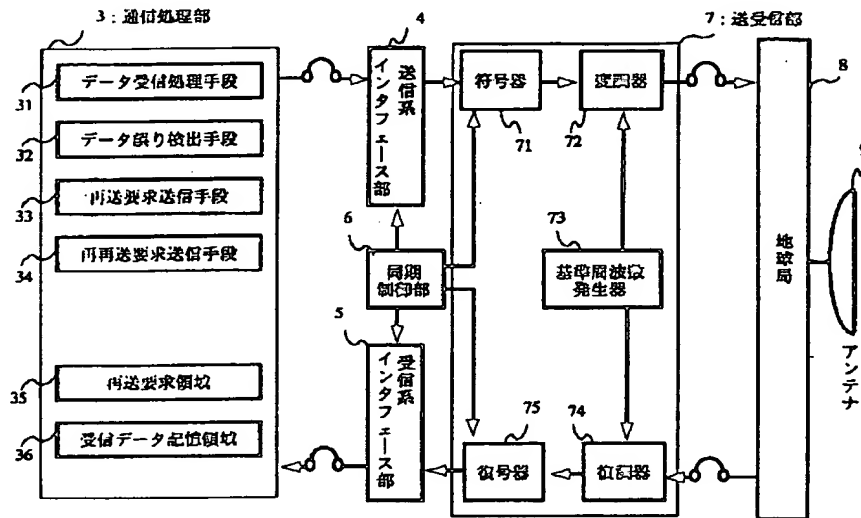 3：通信処理部
31
データ受信処理手段
32
データ誤り検出手段
33
再送要求送信手段
34
再再送要求送信手段
35
再送要求領域
36
受信データ記憶領域
4
送信系
インタフェース部
6
同期
制御部
5
受信系
インタフェース部
7：送受信部
符号器
71
変調器
72
73
基準周波数
発生器
75
復号器
74
復調器
8
地球局
9
アンテナ